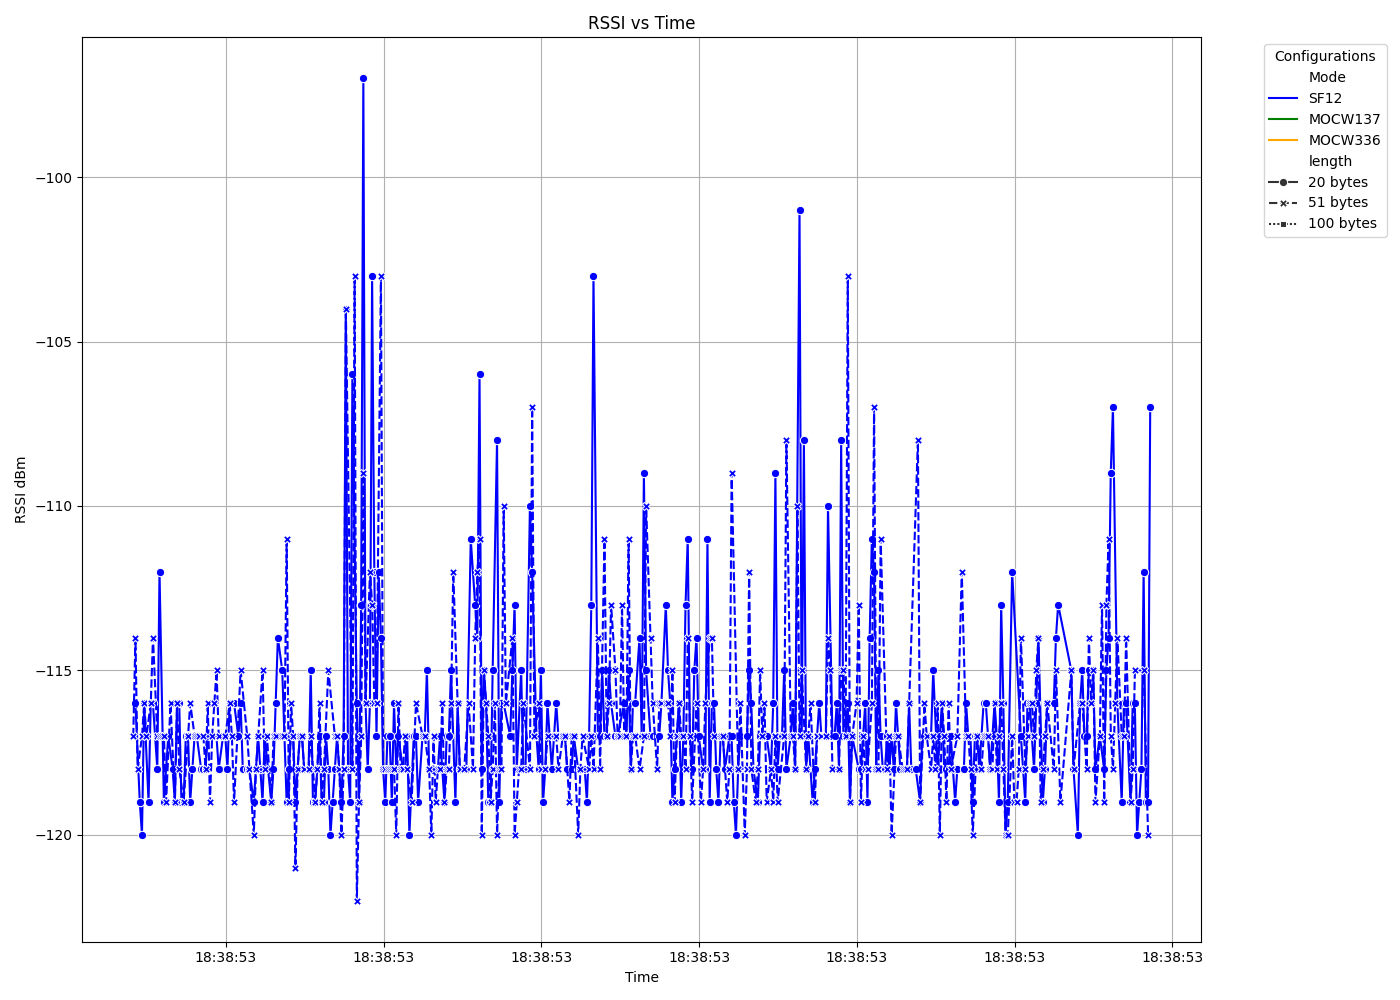 RSSI vs Time
Configurations
Mode
SF12
MOCW137
MOCW336
length
20 bytes
51 bytes
100 bytes
RSSI dBm
−100
−105
−110
−115
−120
18:38:53 18:38:53 18:38:53 18:38:53 18:38:53 18:38:53 18:38:53
Time